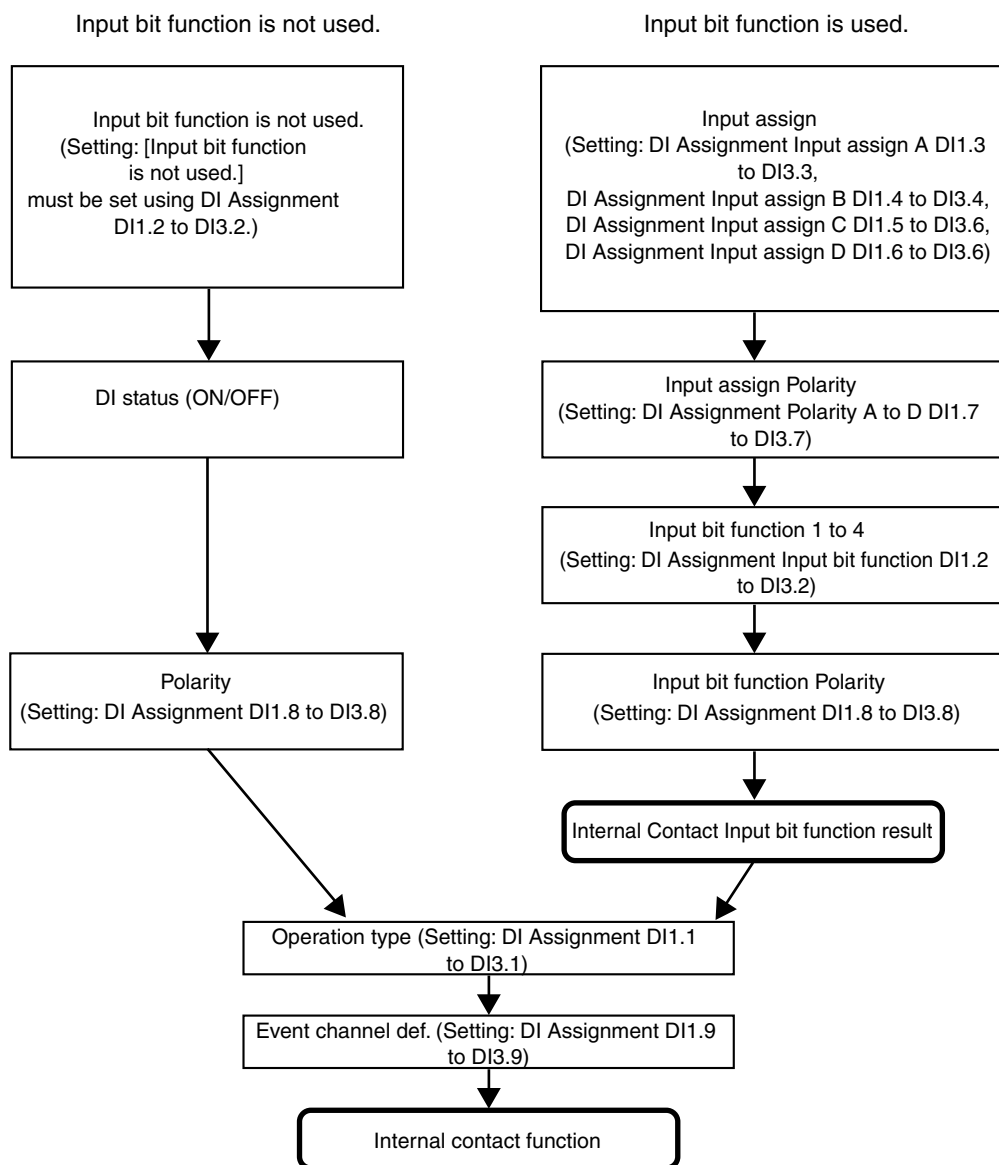 Input bit function is not used.
Input bit function is used.
Input bit function is not used.
(Setting: [Input bit function
is not used.]
must be set using DI Assignment
DI1.2 to DI3.2.)
DI status (ON/OFF)
Polarity
(Setting: DI Assignment DI1.8 to DI3.8)
Input assign
(Setting: DI Assignment Input assign A DI1.3
to DI3.3,
DI Assignment Input assign B DI1.4 to DI3.4,
DI Assignment Input assign C DI1.5 to DI3.6,
DI Assignment Input assign D DI1.6 to DI3.6)
Input assign Polarity
(Setting: DI Assignment Polarity A to D DI1.7
to DI3.7)
Input bit function 1 to 4
(Setting: DI Assignment Input bit function DI1.2
to DI3.2)
Input bit function Polarity
(Setting: DI Assignment DI1.8 to DI3.8)
Internal Contact Input bit function result
Operation type (Setting: DI Assignment DI1.1
to DI3.1)
Event channel def. (Setting: DI Assignment DI1.9
to DI3.9)
Internal contact function